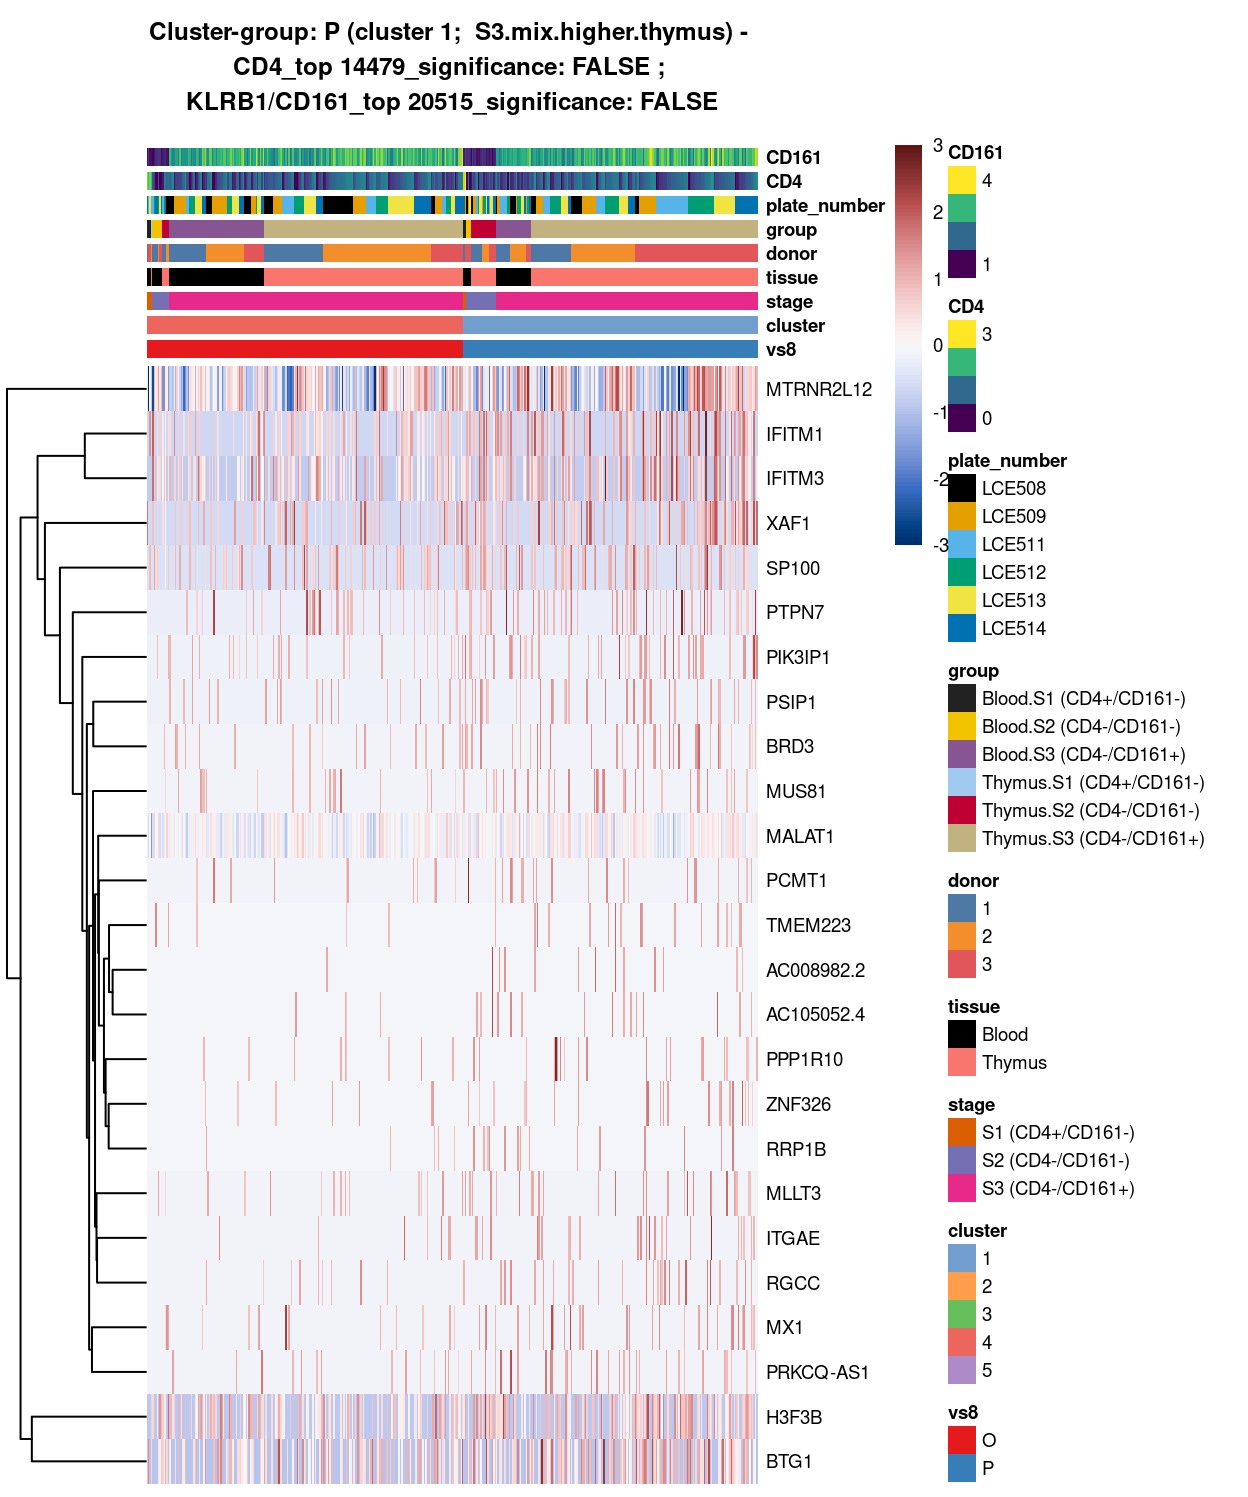 Cluster-group: P (cluster 1;  S3.mix.higher.thymus) -
CD4_top 14479_significance: FALSE ;
KLRB1/CD161_top 20515_significance: FALSE
CD161
CD4
plate_number
group
donor
tissue
stage
cluster
vs8
MTRNR2L12
IFITM1
IFITM3
XAF1
SP100
PTPN7
PIK3IP1
PSIP1
BRD3
MUS81
MALAT1
PCMT1
TMEM223
AC008982.2
AC105052.4
PPP1R10
ZNF326
RRP1B
MLLT3
ITGAE
RGCC
MX1
PRKCQ-AS1
H3F3B
BTG1
3
2
1
0
-1
-2
-3
CD161
4
1
CD4
3
0
plate_number
LCE508
LCE509
LCE511
LCE512
LCE513
LCE514
group
Blood.S1 (CD4+/CD161-)
Blood.S2 (CD4-/CD161-)
Blood.S3 (CD4-/CD161+)
Thymus.S1 (CD4+/CD161-)
Thymus.S2 (CD4-/CD161-)
Thymus.S3 (CD4-/CD161+)
donor
1
2
3
tissue
Blood
Thymus
stage
S1 (CD4+/CD161-)
S2 (CD4-/CD161-)
S3 (CD4-/CD161+)
cluster
1
2
3
4
5
vs8
O
P